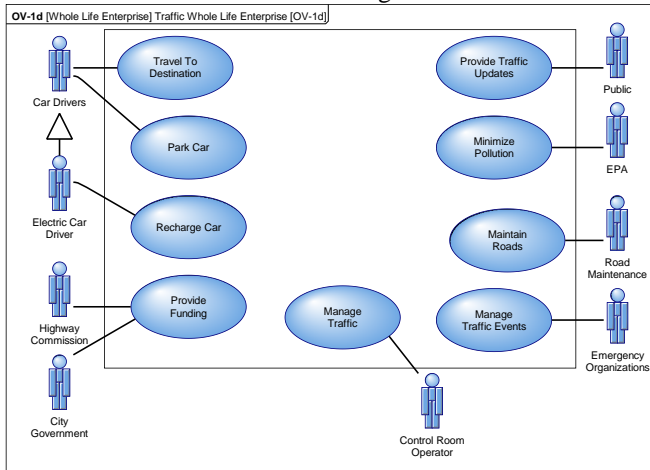 OV-1d [Whole Life Enterprise] Traffic Whole Life Enterprise [OV-1d]
Travel To
Destination
Provide Traffic
Updates
Car Drivers
Public
Park Car
Minimize
Pollution
EPA
Electric Car
Driver
Recharge Car
Maintain
Roads
Road
Maintenance
Provide
Funding
Manage
Traffic
Manage
Traffic Events
Highway
Commission
Emergency
Organizations
City
Government
Control Room
Operator